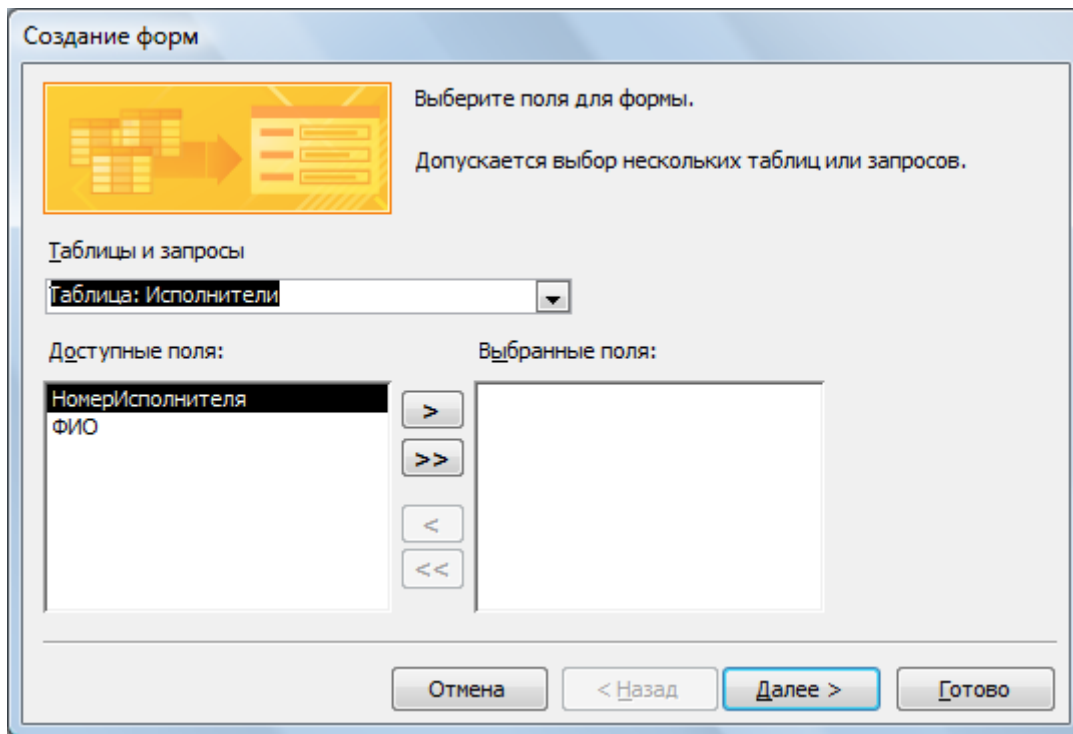 Создание форм
Выберите поля для формы.
Допускается выбор нескольких таблиц или запросов.
Таблицы и запросы
Таблица: Исполнители
Доступные поля:
Выбранные поля:
НомерИсполнителя
ФИО
>
>>
<
<<
Отмена
< Назад
Далее >
Готово